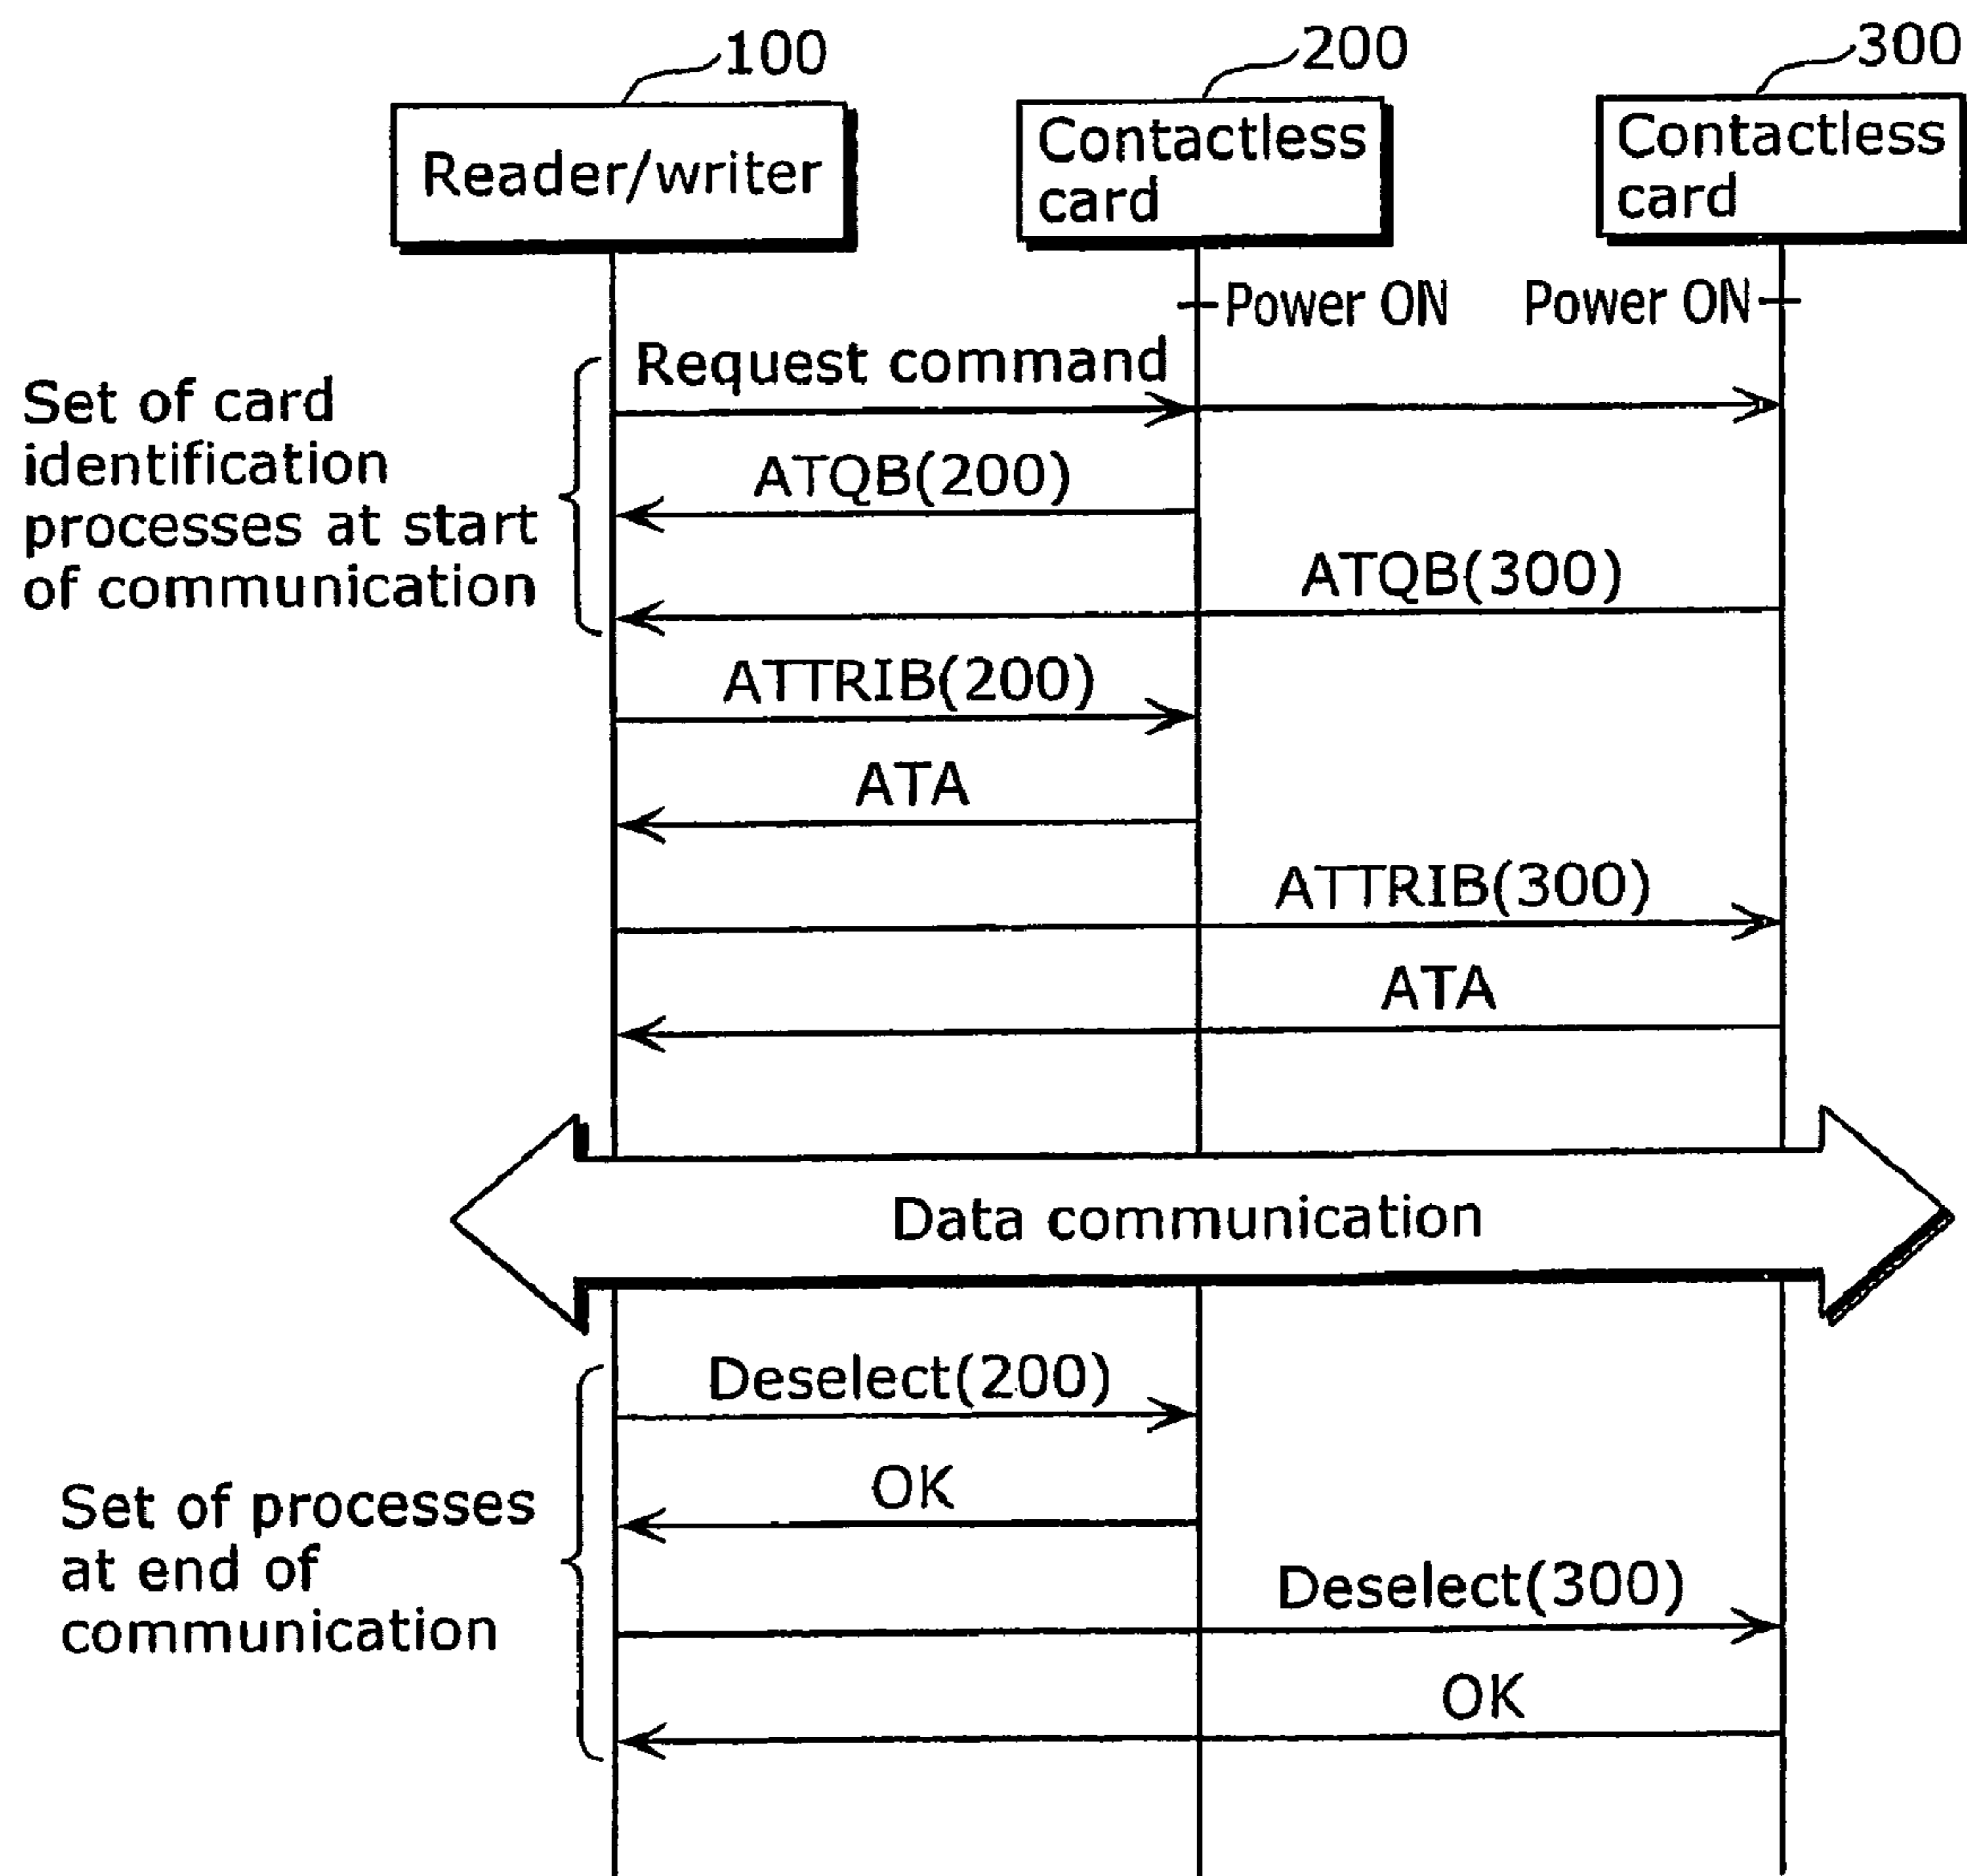 100
200
300
Reader/writer
Contactless
card
Contactless
card
Power ON
Power ON
Request command
Set of card
identification
processes at start
of communication
ATQB(200)
ATQB(300)
ATTRIB(200)
ATA
ATTRIB(300)
ATA
Data communication
Deselect(200)
OK
Set of processes
at end of
communication
Deselect(300)
OK